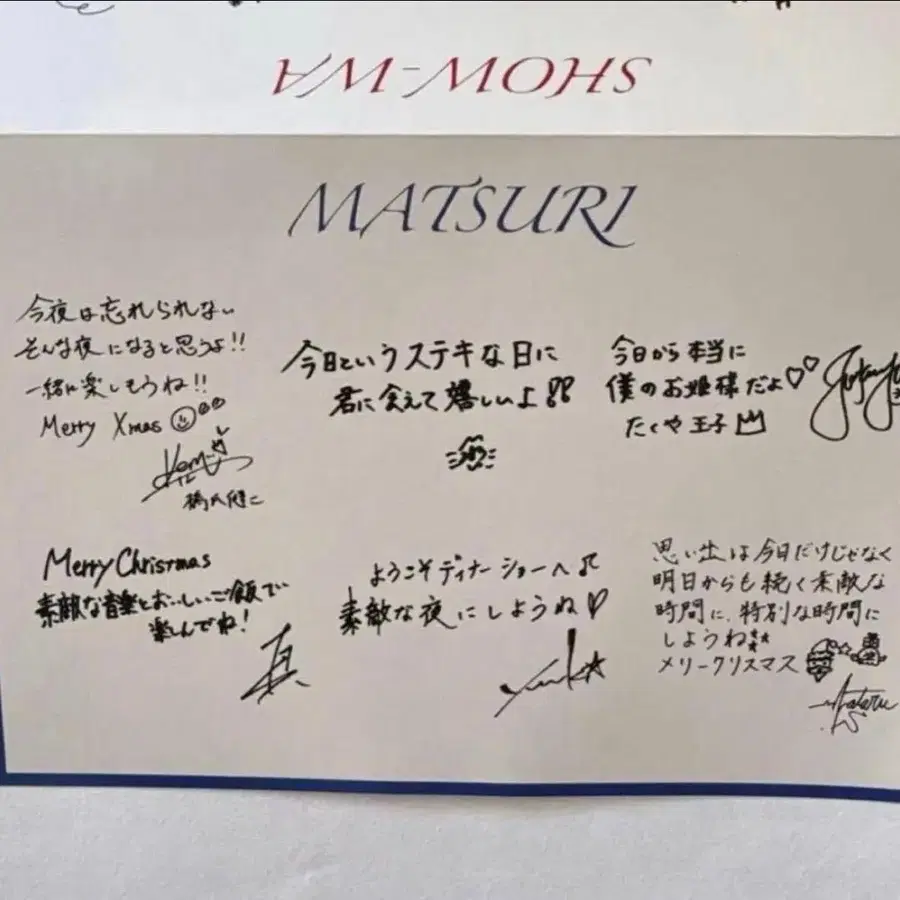 SHOW-WA
MATSURI
今夜は忘れられない
そんな夜になると思うよ!!
一緒に楽しもうね!!
Merry Xmas
今日というステキな日に
君に会えて嬉しいよ!!
今日から本当に
僕のお姫様だよ♡♡
たくや王子
Merry Christmas
素敵な音楽とおいしいご飯で
楽しんでね!
ようこそディナーショーへ♬
素敵な夜にしようね♡
思い出は今日だけじゃなく
明日からも続く素敵な
時間に、特別な時間に
しようね
メリークリスマス